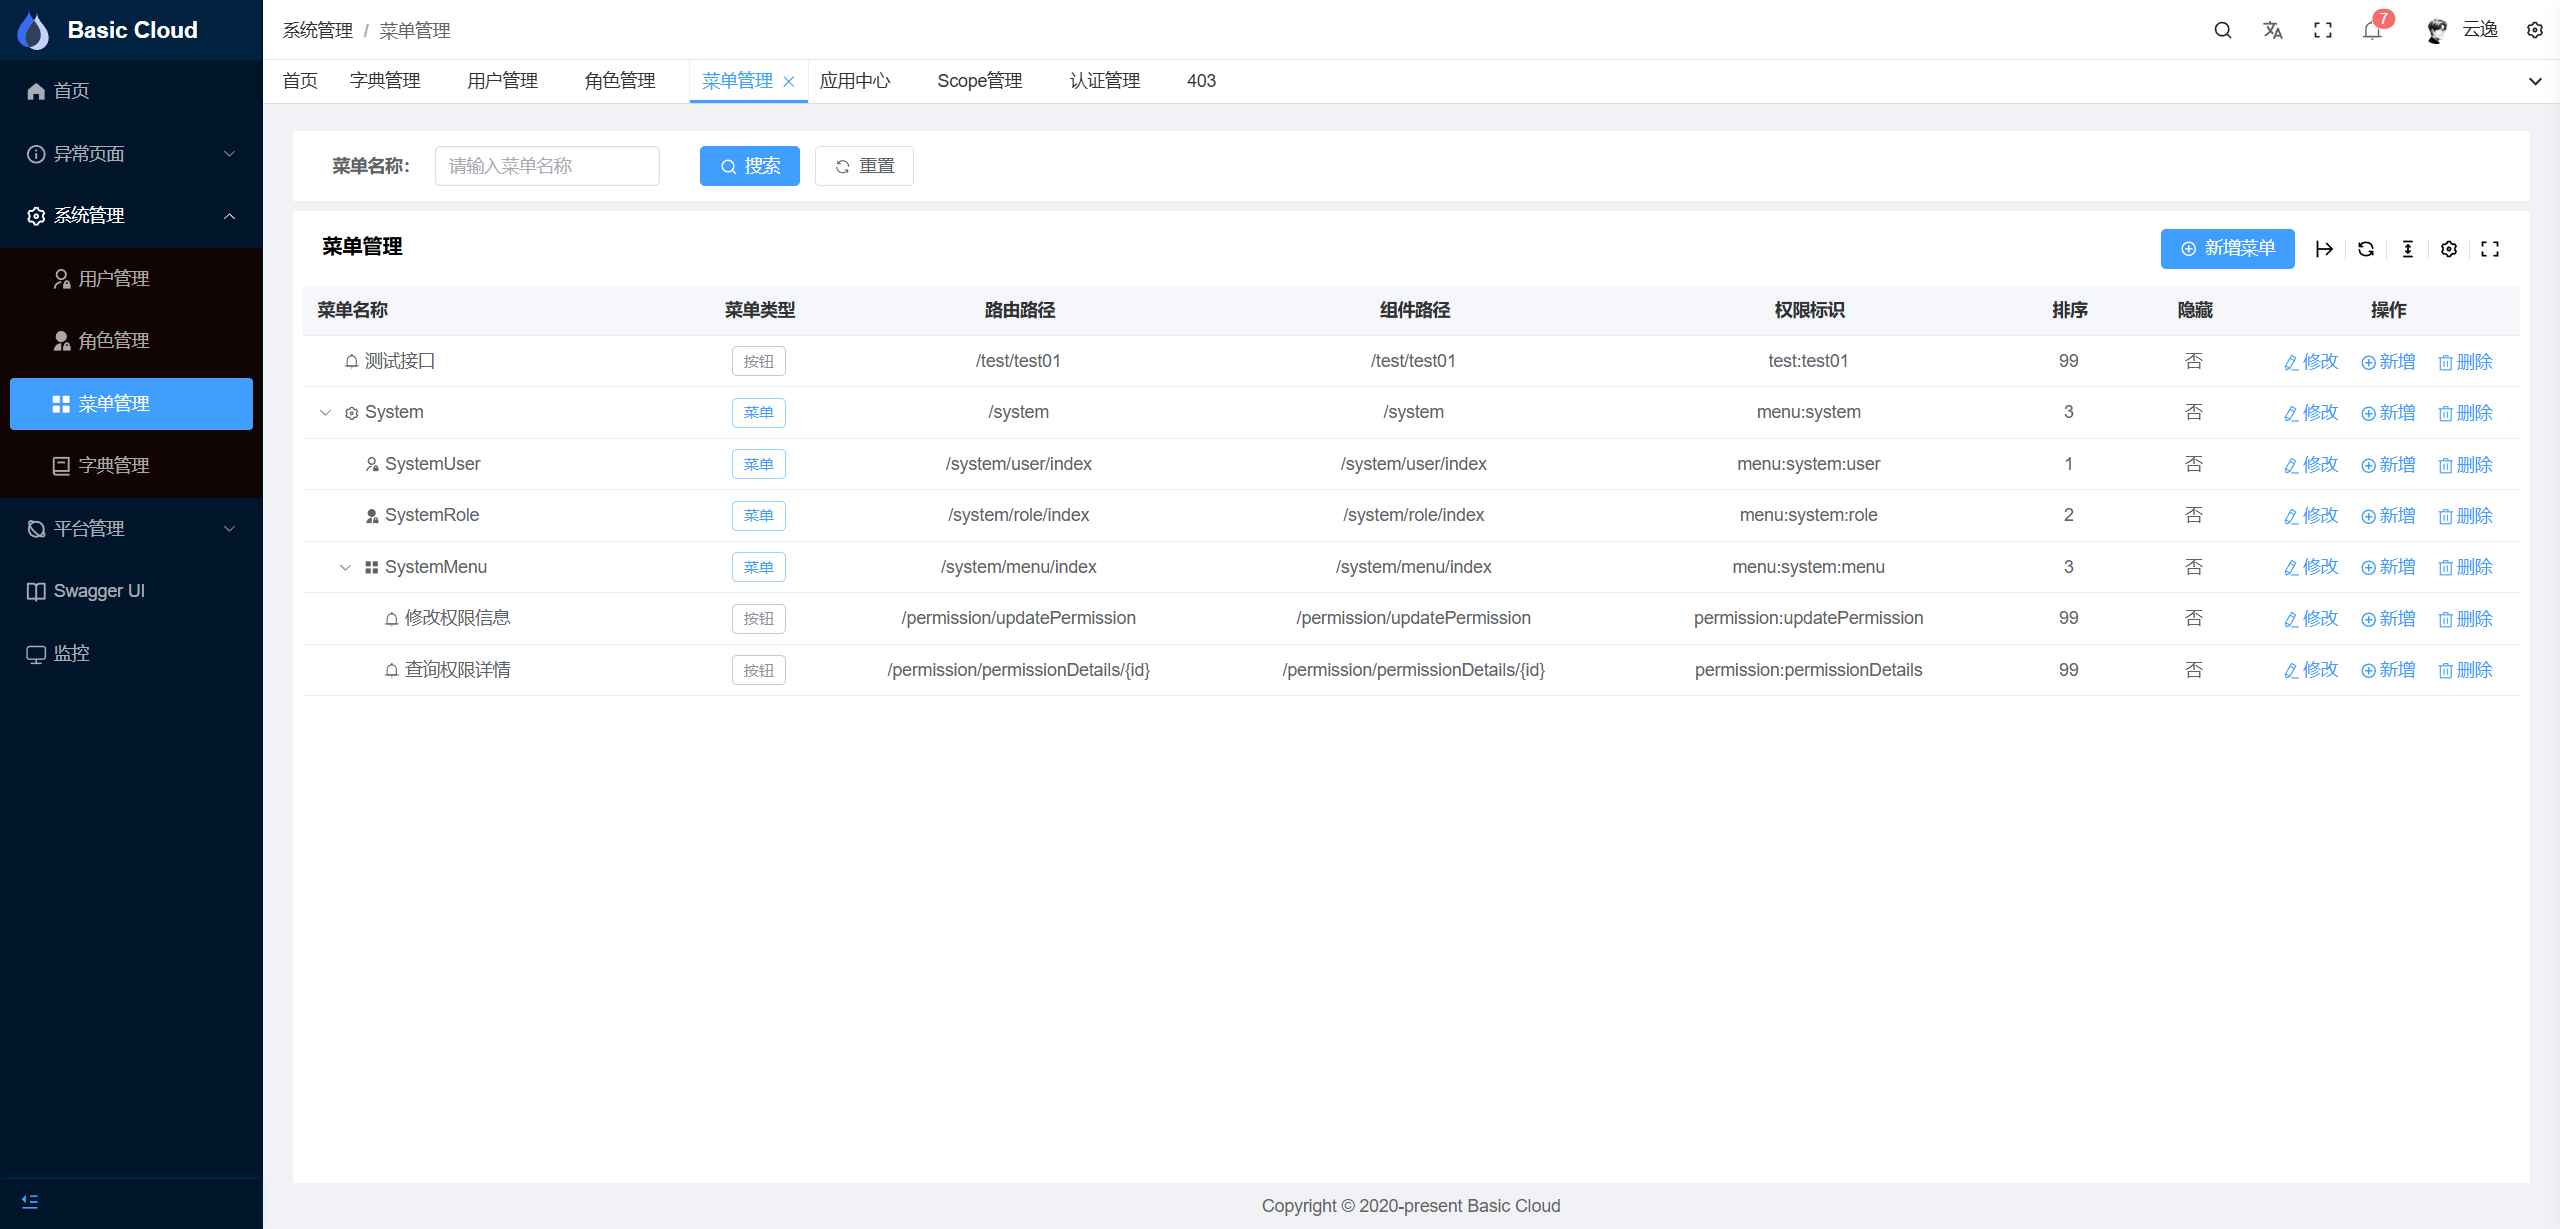 Basic Cloud
首页
异常页面
系统管理
用户管理
角色管理
菜单管理
字典管理
平台管理
Swagger UI
监控
系统管理 / 菜单管理
7
云逸
首页 字典管理 用户管理 角色管理 菜单管理 应用中心 Scope管理 认证管理 403
菜单名称: 请输入菜单名称 搜索 重置
菜单管理 新增菜单
菜单名称 菜单类型 路由路径 组件路径 权限标识 排序 隐藏 操作
测试接口 按钮 /test/test01 /test/test01 test:test01 99 否 修改 新增 删除
System 菜单 /system /system menu:system 3 否 修改 新增 删除
SystemUser 菜单 /system/user/index /system/user/index menu:system:user 1 否 修改 新增 删除
SystemRole 菜单 /system/role/index /system/role/index menu:system:role 2 否 修改 新增 删除
SystemMenu 菜单 /system/menu/index /system/menu/index menu:system:menu 3 否 修改 新增 删除
修改权限信息 按钮 /permission/updatePermission /permission/updatePermission permission:updatePermission 99 否 修改 新增 删除
查询权限详情 按钮 /permission/permissionDetails/{id} /permission/permissionDetails/{id} permission:permissionDetails 99 否 修改 新增 删除
Copyright © 2020-present Basic Cloud